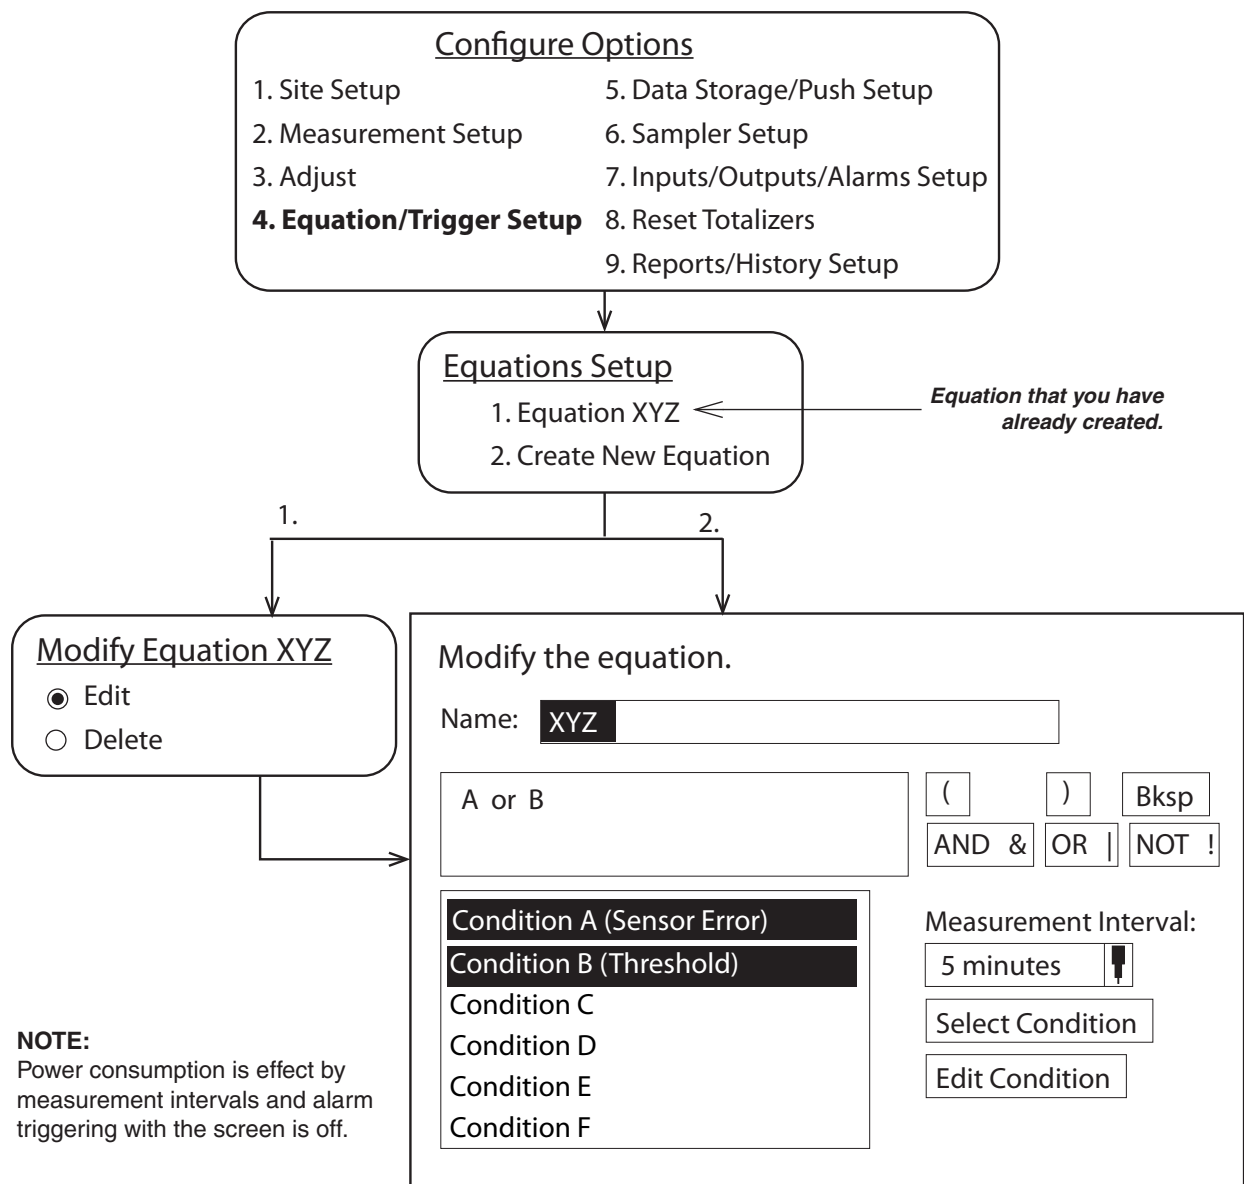 Configure Options
1. Site Setup
2. Measurement Setup
3. Adjust
4. Equation/Trigger Setup
5. Data Storage/Push Setup
6. Sampler Setup
7. Inputs/Outputs/Alarms Setup
8. Reset Totalizers
9. Reports/History Setup
Equations Setup
1. Equation XYZ
2. Create New Equation
Equation that you have
already created.
1.
2.
Modify Equation XYZ
Edit
Delete
Modify the equation.
Name: XYZ
A or B
( ) Bksp
AND & OR | NOT !
Condition A (Sensor Error)
Condition B (Threshold)
Condition C
Condition D
Condition E
Condition F
Measurement Interval:
5 minutes
Select Condition
Edit Condition
NOTE:
Power consumption is effect by
measurement intervals and alarm
triggering with the screen is off.